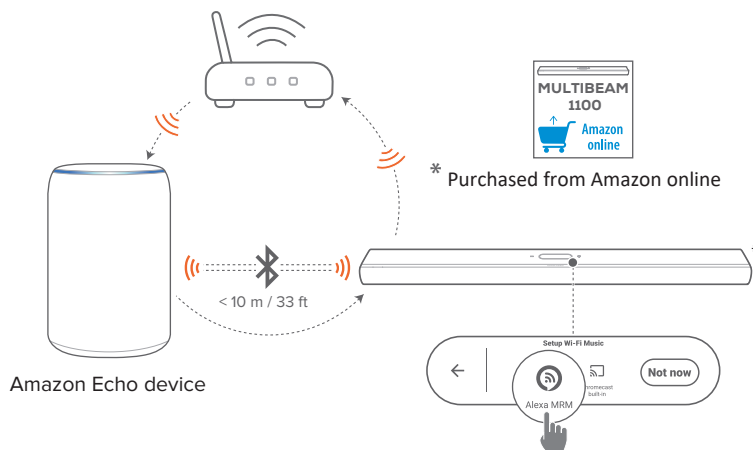 MULTIBEAM
1100
Amazon
online
* Purchased from Amazon online
< 10 m / 33 ft
Amazon Echo device
Setup Wi-Fi Music
Alexa MRM
built-in
Not now